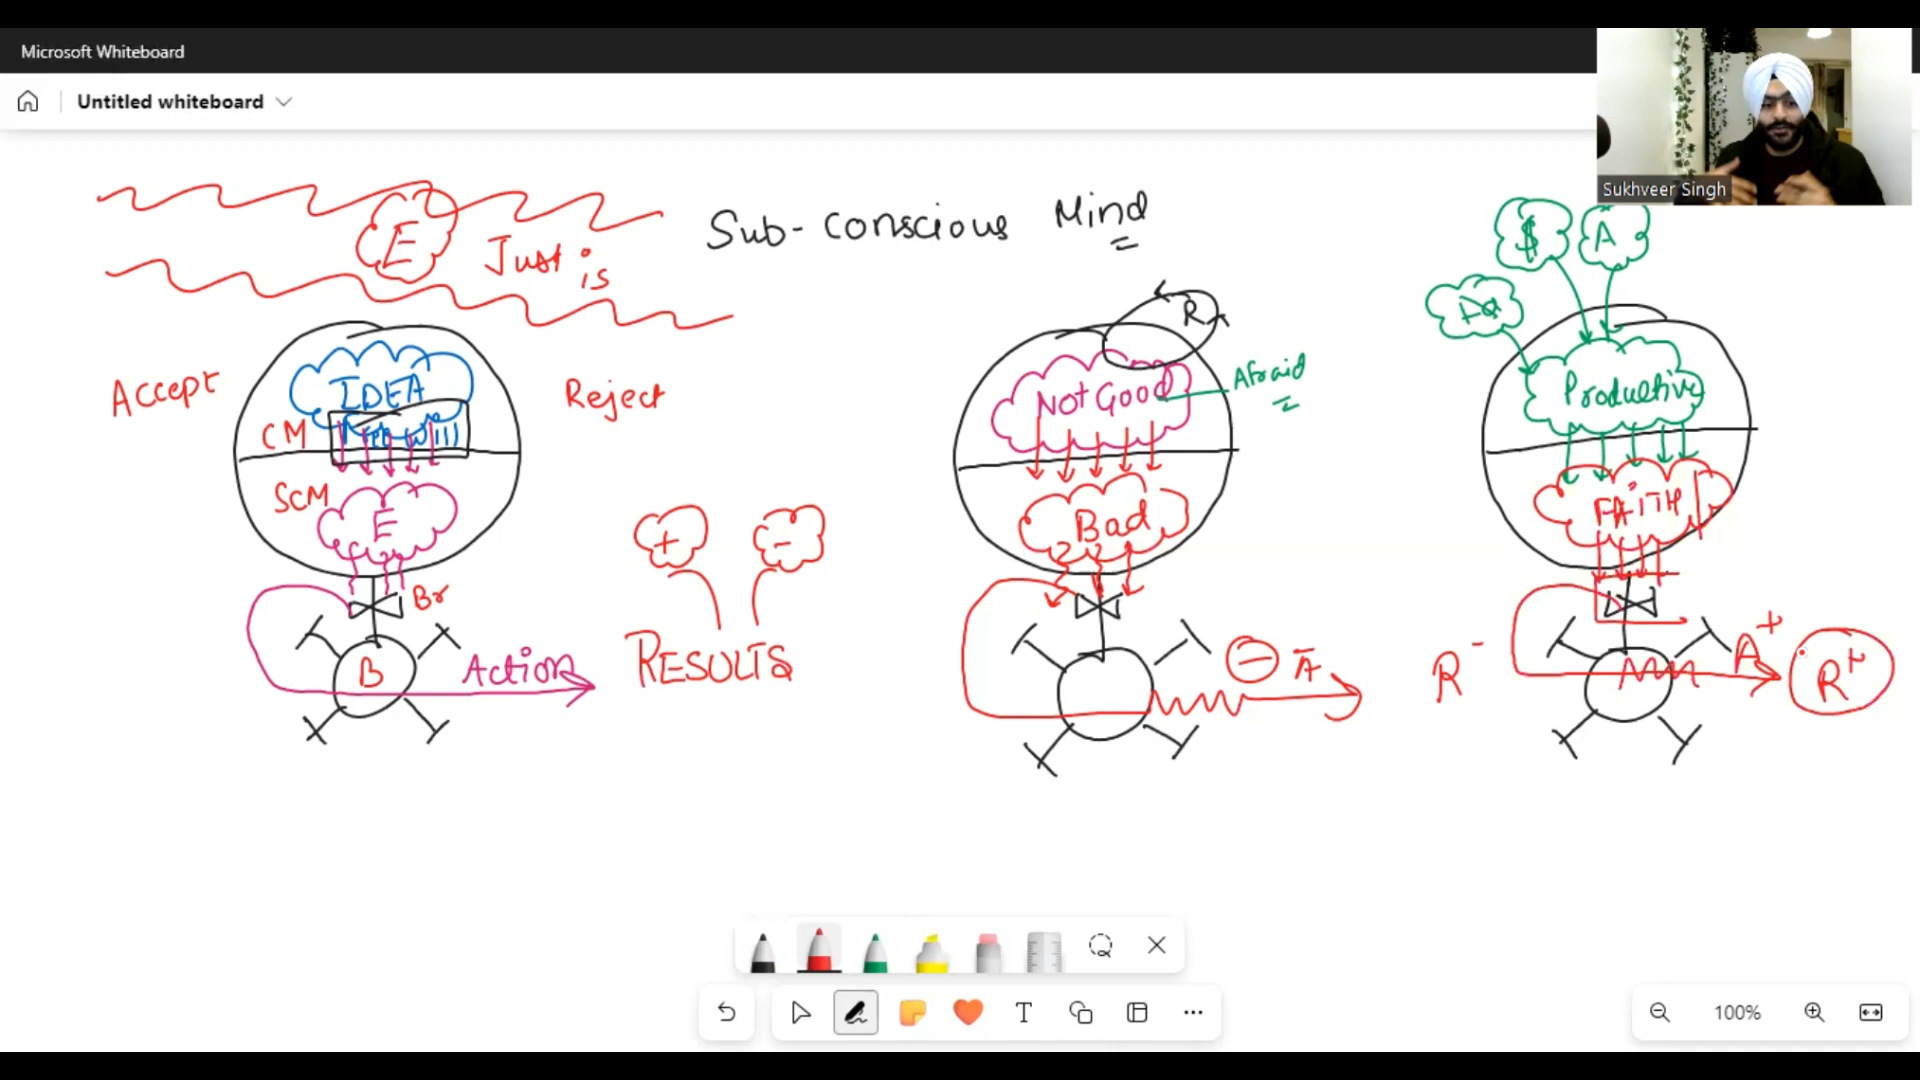 Microsoft Whiteboard
Untitled whiteboard
Sukhveer Singh
E
Just is
Sub-conscious Mind
$
A
R
IDEA
Accept
Reject
Not Good
Afraid
Productive
CM
SCM
E
+
-
Bad
FAITH
Br
B
Action
RESULTS
A
R-
A+
R+
100%